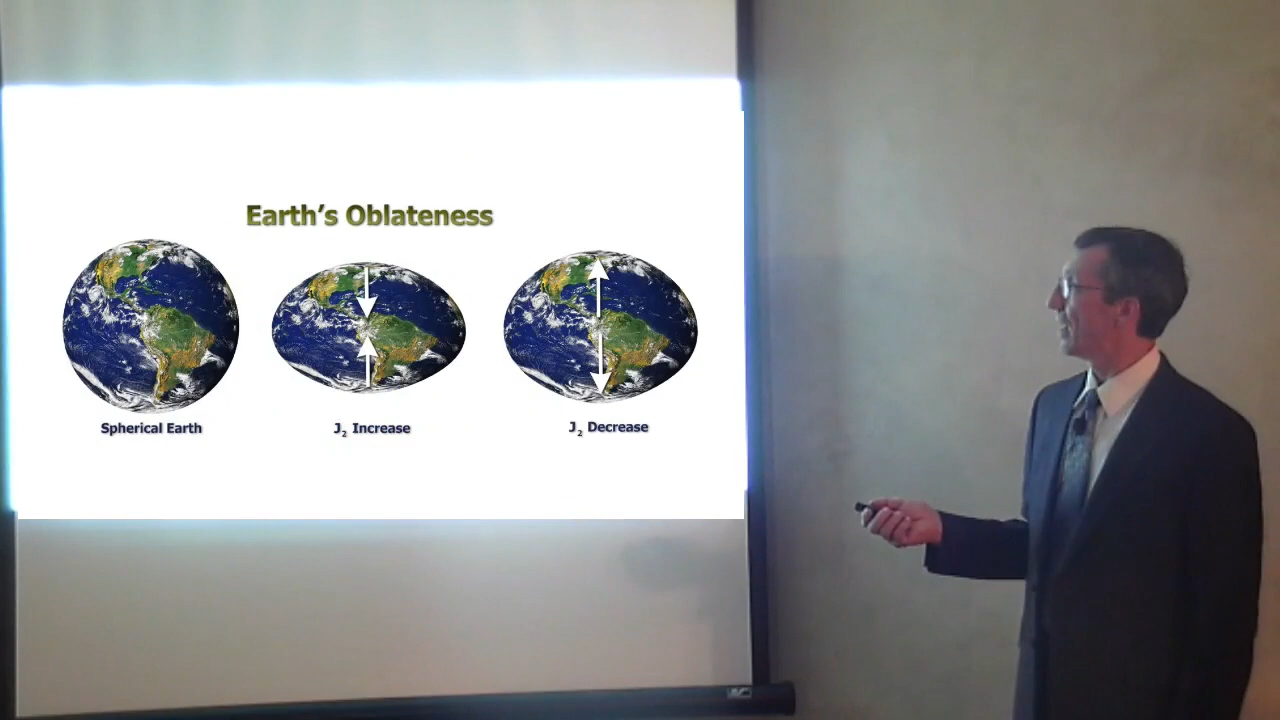 Earth's Oblateness
Spherical Earth
J₂ Increase
J₂ Decrease